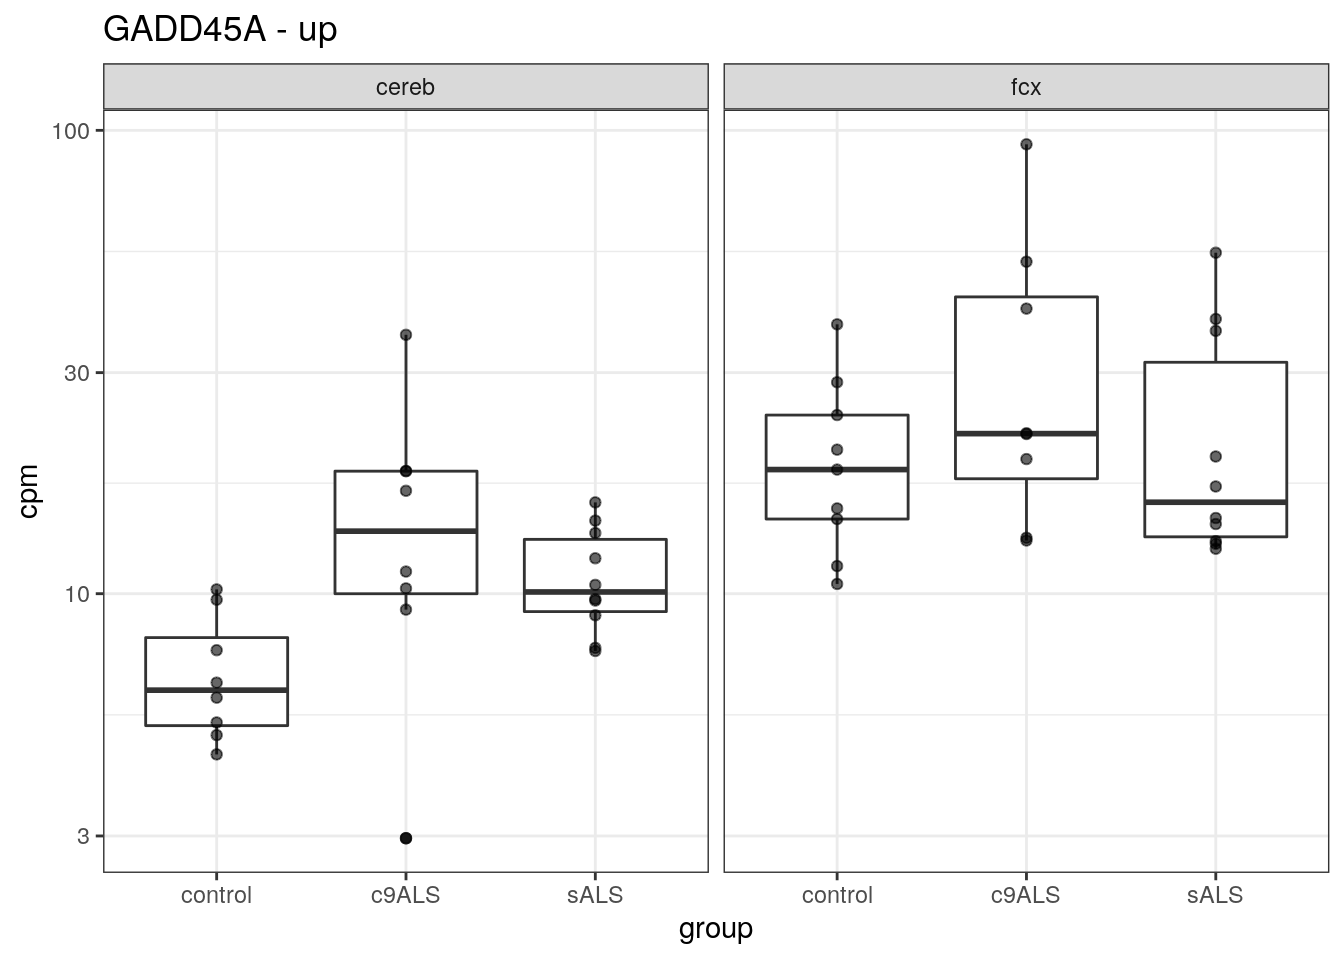 GADD45A - up
cereb
fcx
100
30
10
3
cpm
control
c9ALS
sALS
control
c9ALS
sALS
group